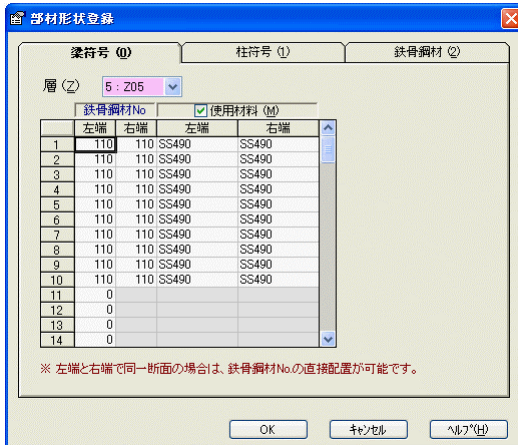 部材形状登録
梁符号 (0) 柱符号 (1) 鉄骨鋼材 (2)
層(Z) 5 : Z05
鉄骨鋼材No 使用材料 (M)
左端 右端 左端 右端
1 110 110 SS490 SS490
2 110 110 SS490 SS490
3 110 110 SS490 SS490
4 110 110 SS490 SS490
5 110 110 SS490 SS490
6 110 110 SS490 SS490
7 110 110 SS490 SS490
8 110 110 SS490 SS490
9 110 110 SS490 SS490
10 110 110 SS490 SS490
11 0
12 0
13 0
14 0
※ 左端と右端で同一断面の場合は、鉄骨鋼材No.の直接配置が可能です。
OK ｷｬﾝｾﾙ ﾍﾙﾌﾟ(H)